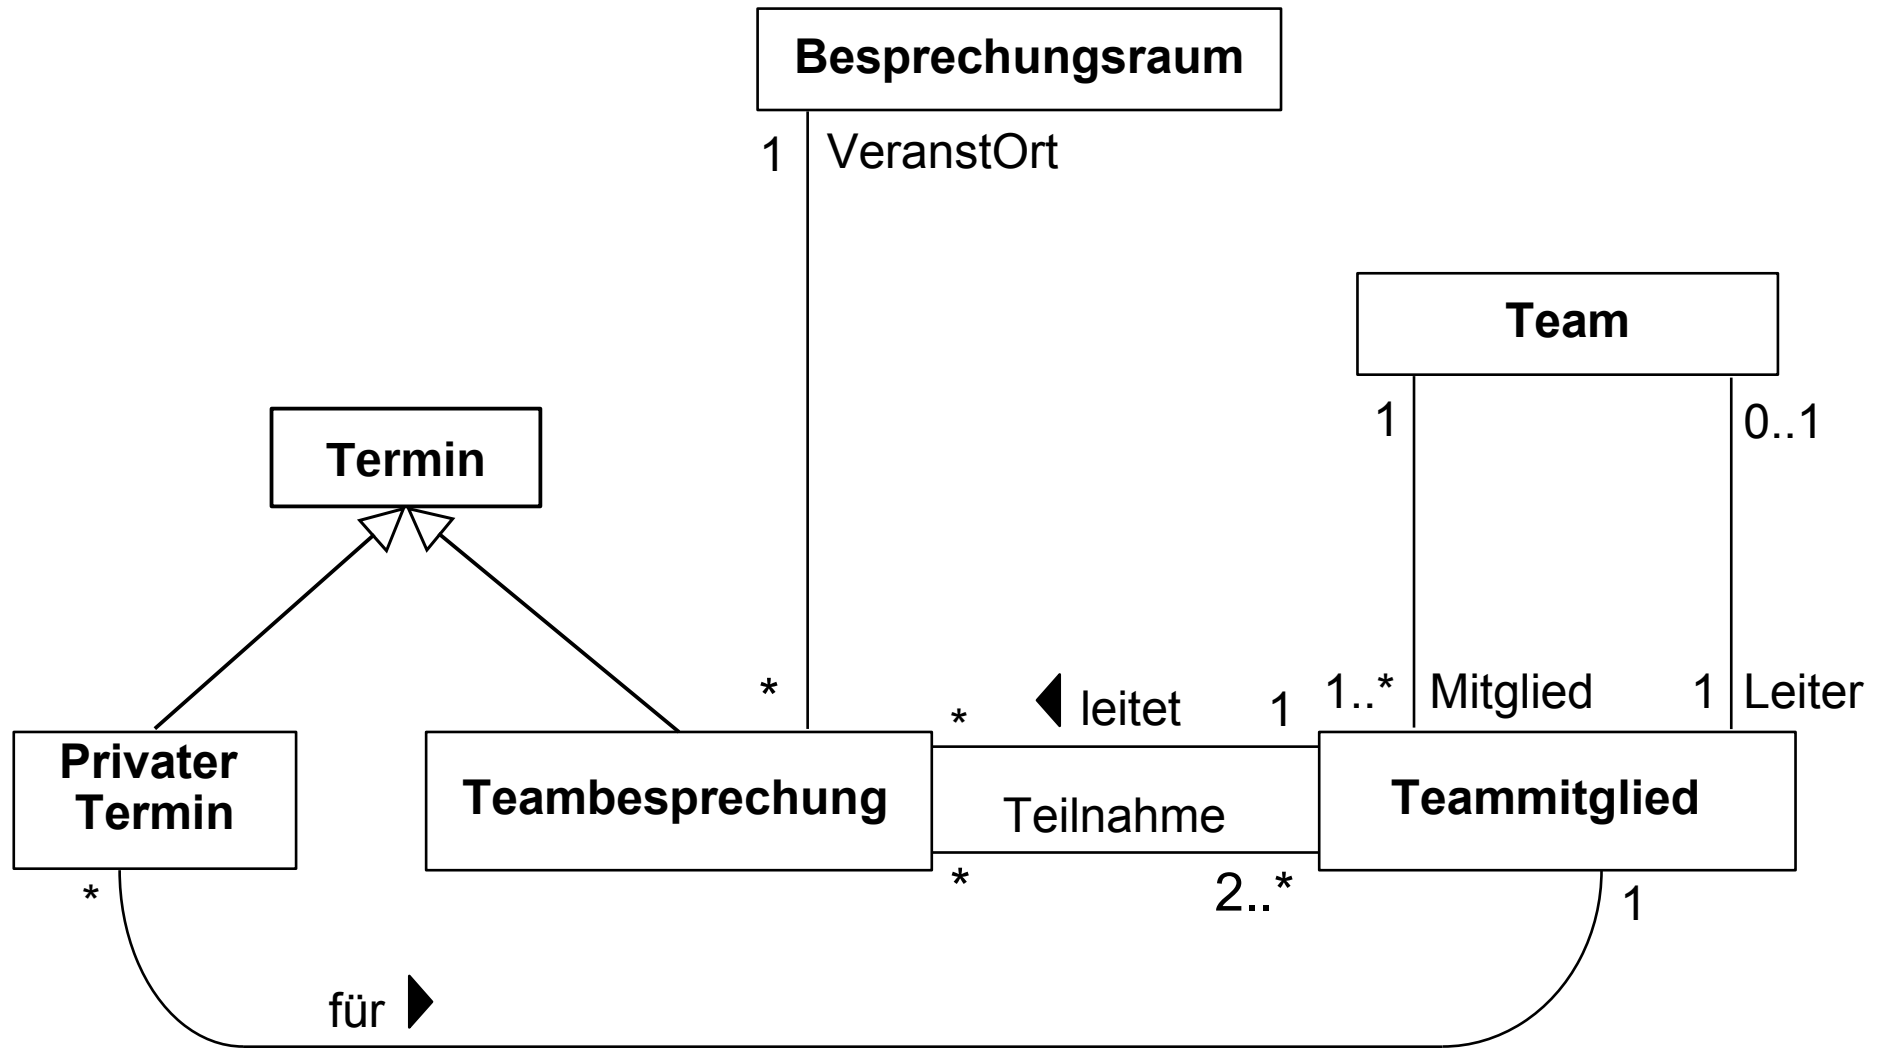 Besprechungsraum
1 VeranstOrt
Team
1 0..1
Termin
* leitet 1 1..* Mitglied 1 Leiter
*
Privater
Termin
Teambesprechung
Teilnahme
Teammitglied
* * 2..* 1
für